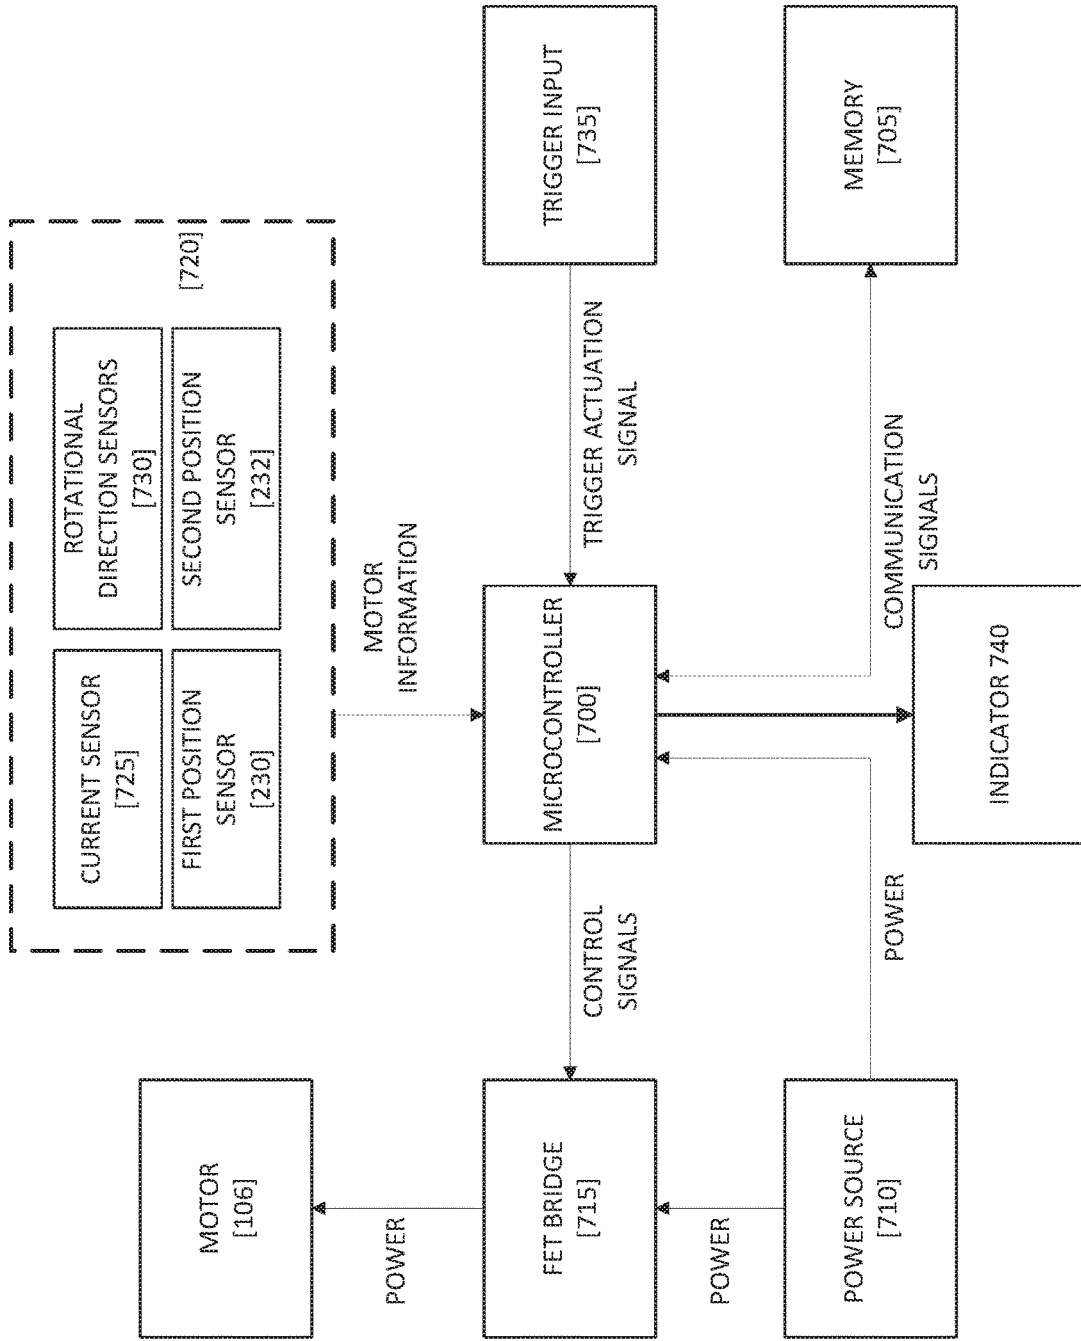 MOTOR
[106]
POWER
FET BRIDGE
[715]
POWER
POWER SOURCE
[710]
CURRENT SENSOR
[725]
ROTATIONAL
DIRECTION SENSORS
[730]
FIRST POSITION
SENSOR
[230]
SECOND POSITION
SENSOR
[232]
[720]
MOTOR
INFORMATION
CONTROL
SIGNALS
MICROCONTROLLER
[700]
TRIGGER ACTUATION
SIGNAL
TRIGGER INPUT
[735]
POWER
COMMUNICATION
SIGNALS
MEMORY
[705]
INDICATOR 740